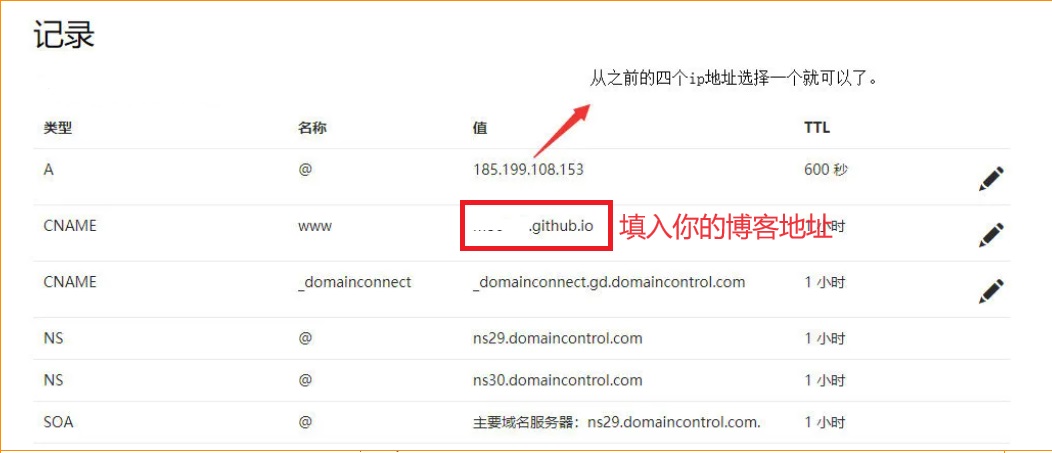 记录
从之前的四个ip地址选择一个就可以了。
类型 名称 值 TTL
A @ 185.199.108.153 600 秒
CNAME www .github.io 填入你的博客地址 时
CNAME _domainconnect _domainconnect.gd.domaincontrol.com 1 小时
NS @ ns29.domaincontrol.com 1 小时
NS @ ns30.domaincontrol.com 1 小时
SOA @ 主要域名服务器：ns29.domaincontrol.com. 1 小时